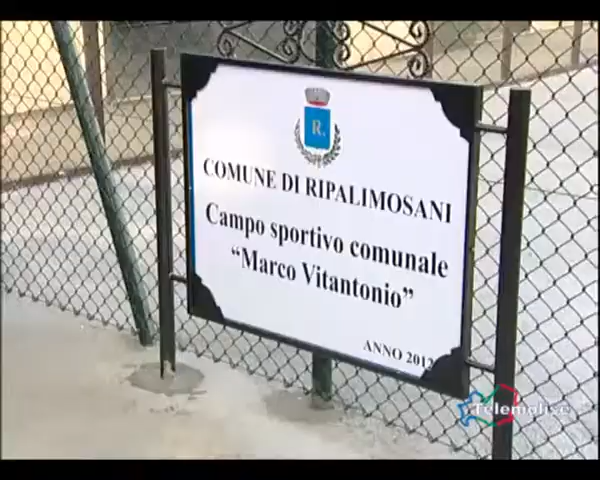 R.
COMUNE DI RIPALIMOSANI
Campo sportivo comunale
“Marco Vitantonio”
ANNO 2012
Telemolise